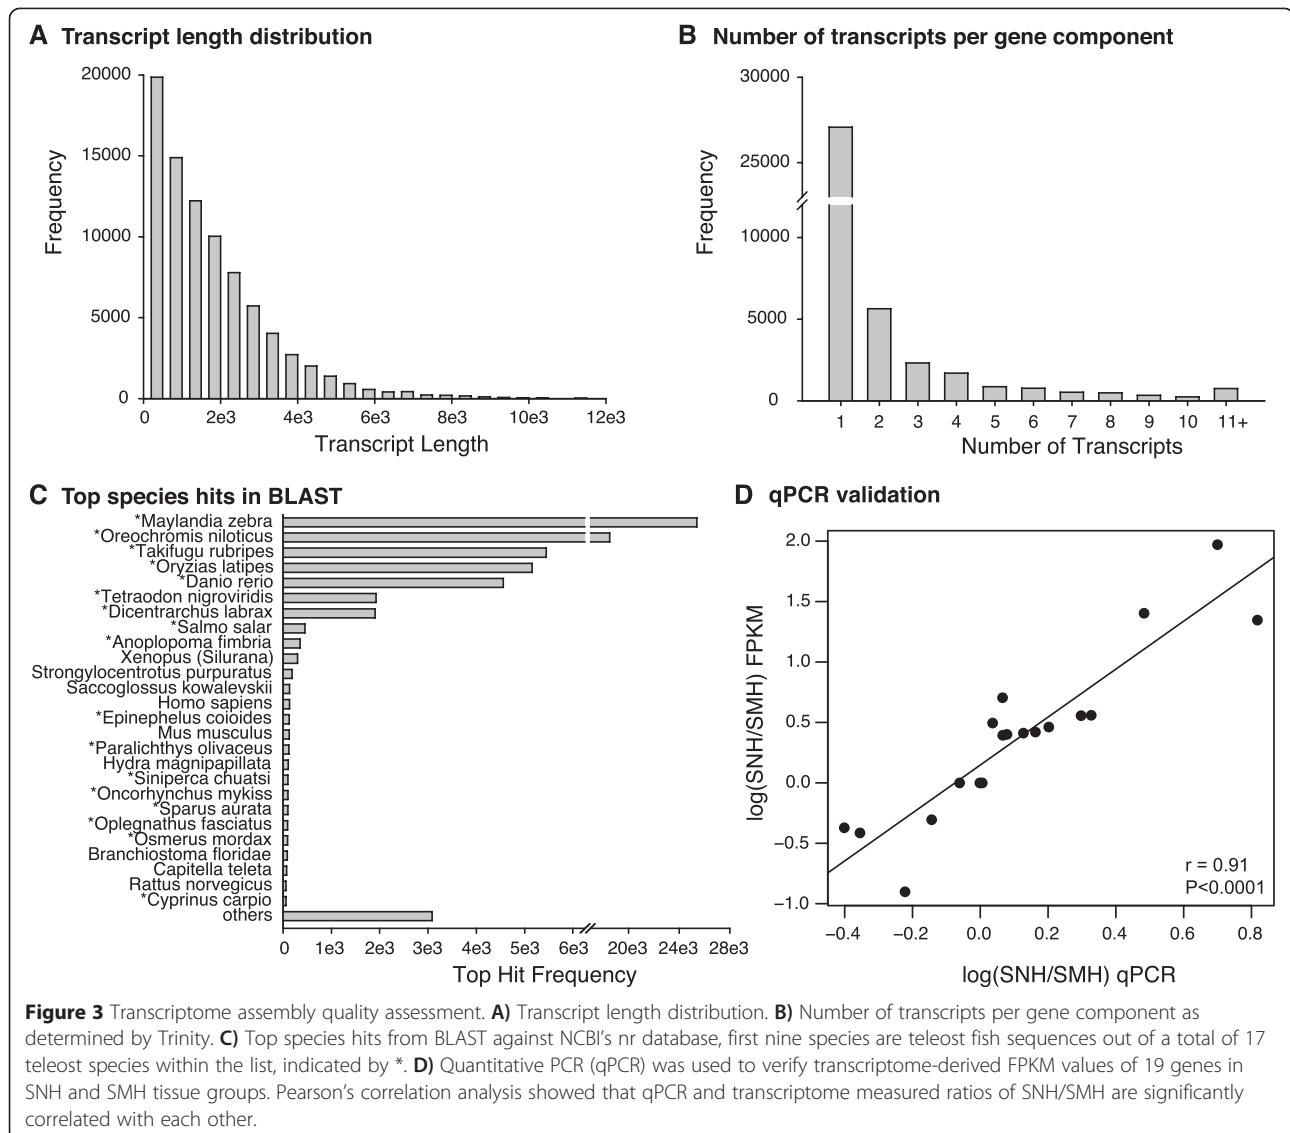 A Transcript length distribution
20000
15000
10000
5000
0
Frequency
0 2e3 4e3 6e3 8e3 10e3 12e3
Transcript Length
B Number of transcripts per gene component
30000
25000
10000
5000
0
Frequency
1 2 3 4 5 6 7 8 9 10 11+
Number of Transcripts
C Top species hits in BLAST
*Maylandia zebra
*Oreochromis niloticus
*Takifugu rubripes
*Oryzias latipes
*Danio rerio
*Tetraodon nigroviridis
*Dicentrarchus labrax
*Salmo salar
*Anoplopoma fimbria
Xenopus (Silurana)
Strongylocentrotus purpuratus
Saccoglossus kowalevskii
Homo sapiens
*Epinephelus coioides
Mus musculus
*Paralichthys olivaceus
Hydra magnipapillata
*Siniperca chuatsi
*Oncorhynchus mykiss
*Sparus aurata
*Oplegnathus fasciatus
*Osmerus mordax
Branchiostoma floridae
Capitella teleta
Rattus norvegicus
*Cyprinus carpio
others
0 1e3 2e3 3e3 4e3 5e3 6e3 20e3 24e3 28e3
Top Hit Frequency
D qPCR validation
2.0
1.5
1.0
0.5
0.0
−0.5
−1.0
log(SNH/SMH) FPKM
r = 0.91
P<0.0001
−0.4 −0.2 0.0 0.2 0.4 0.6 0.8
log(SNH/SMH) qPCR
Figure 3 Transcriptome assembly quality assessment. A) Transcript length distribution. B) Number of transcripts per gene component as
determined by Trinity. C) Top species hits from BLAST against NCBI's nr database, first nine species are teleost fish sequences out of a total of 17
teleost species within the list, indicated by *. D) Quantitative PCR (qPCR) was used to verify transcriptome-derived FPKM values of 19 genes in
SNH and SMH tissue groups. Pearson's correlation analysis showed that qPCR and transcriptome measured ratios of SNH/SMH are significantly
correlated with each other.